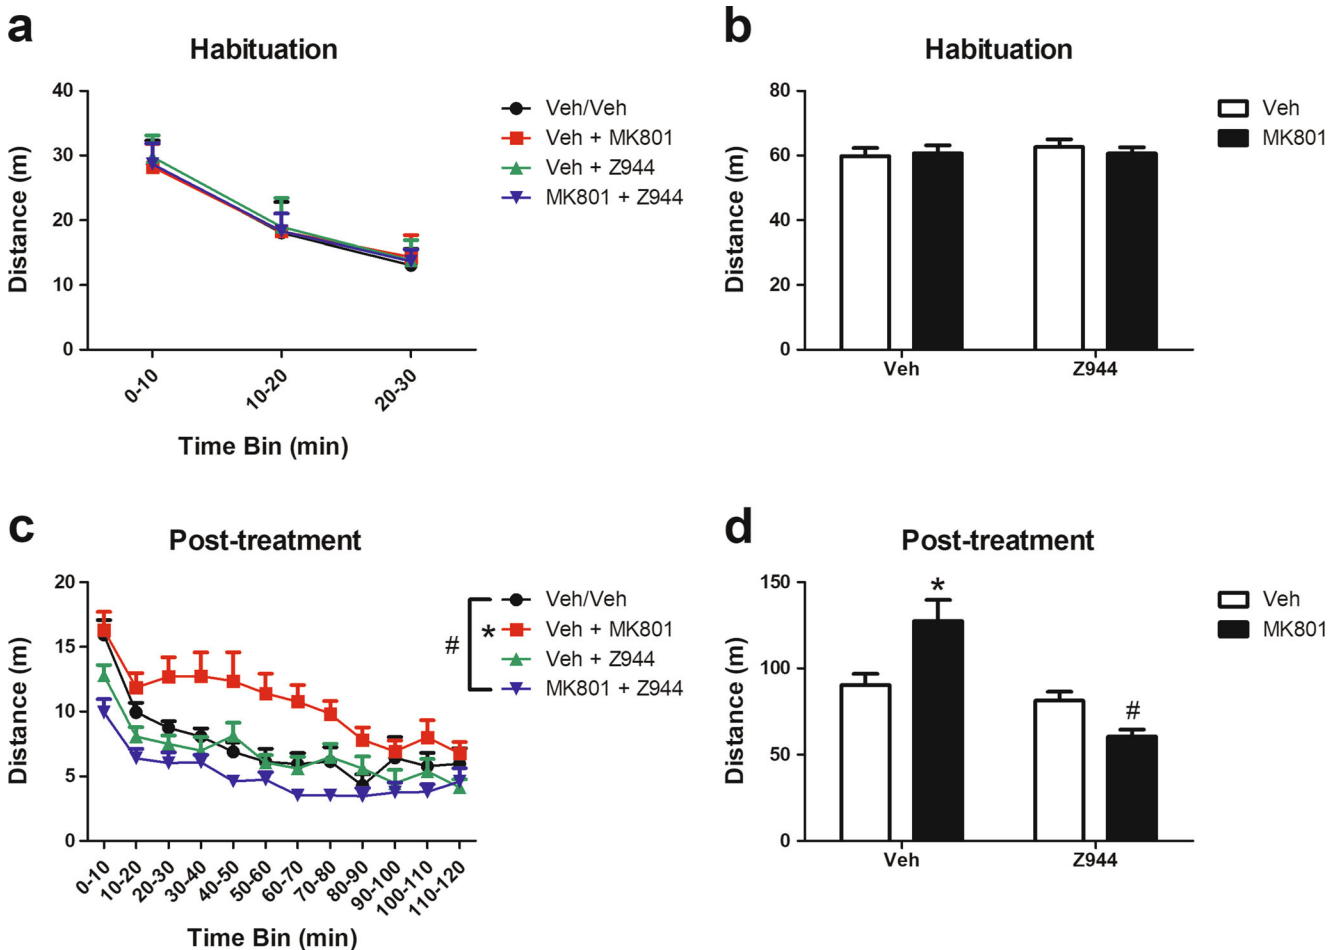 a
Habituation
40
30
20
10
0
Distance (m)
0-10
10-20
20-30
Time Bin (min)
Veh/Veh
Veh + MK801
Veh + Z944
MK801 + Z944
b
Habituation
80
60
40
20
0
Distance (m)
Veh
Z944
Veh
MK801
c
Post-treatment
20
15
10
5
0
Distance (m)
0-10
10-20
20-30
30-40
40-50
50-60
60-70
70-80
80-90
90-100
100-110
110-120
Time Bin (min)
#
*
Veh/Veh
Veh + MK801
Veh + Z944
MK801 + Z944
d
Post-treatment
150
100
50
0
Distance (m)
*
#
Veh
Z944
Veh
MK801